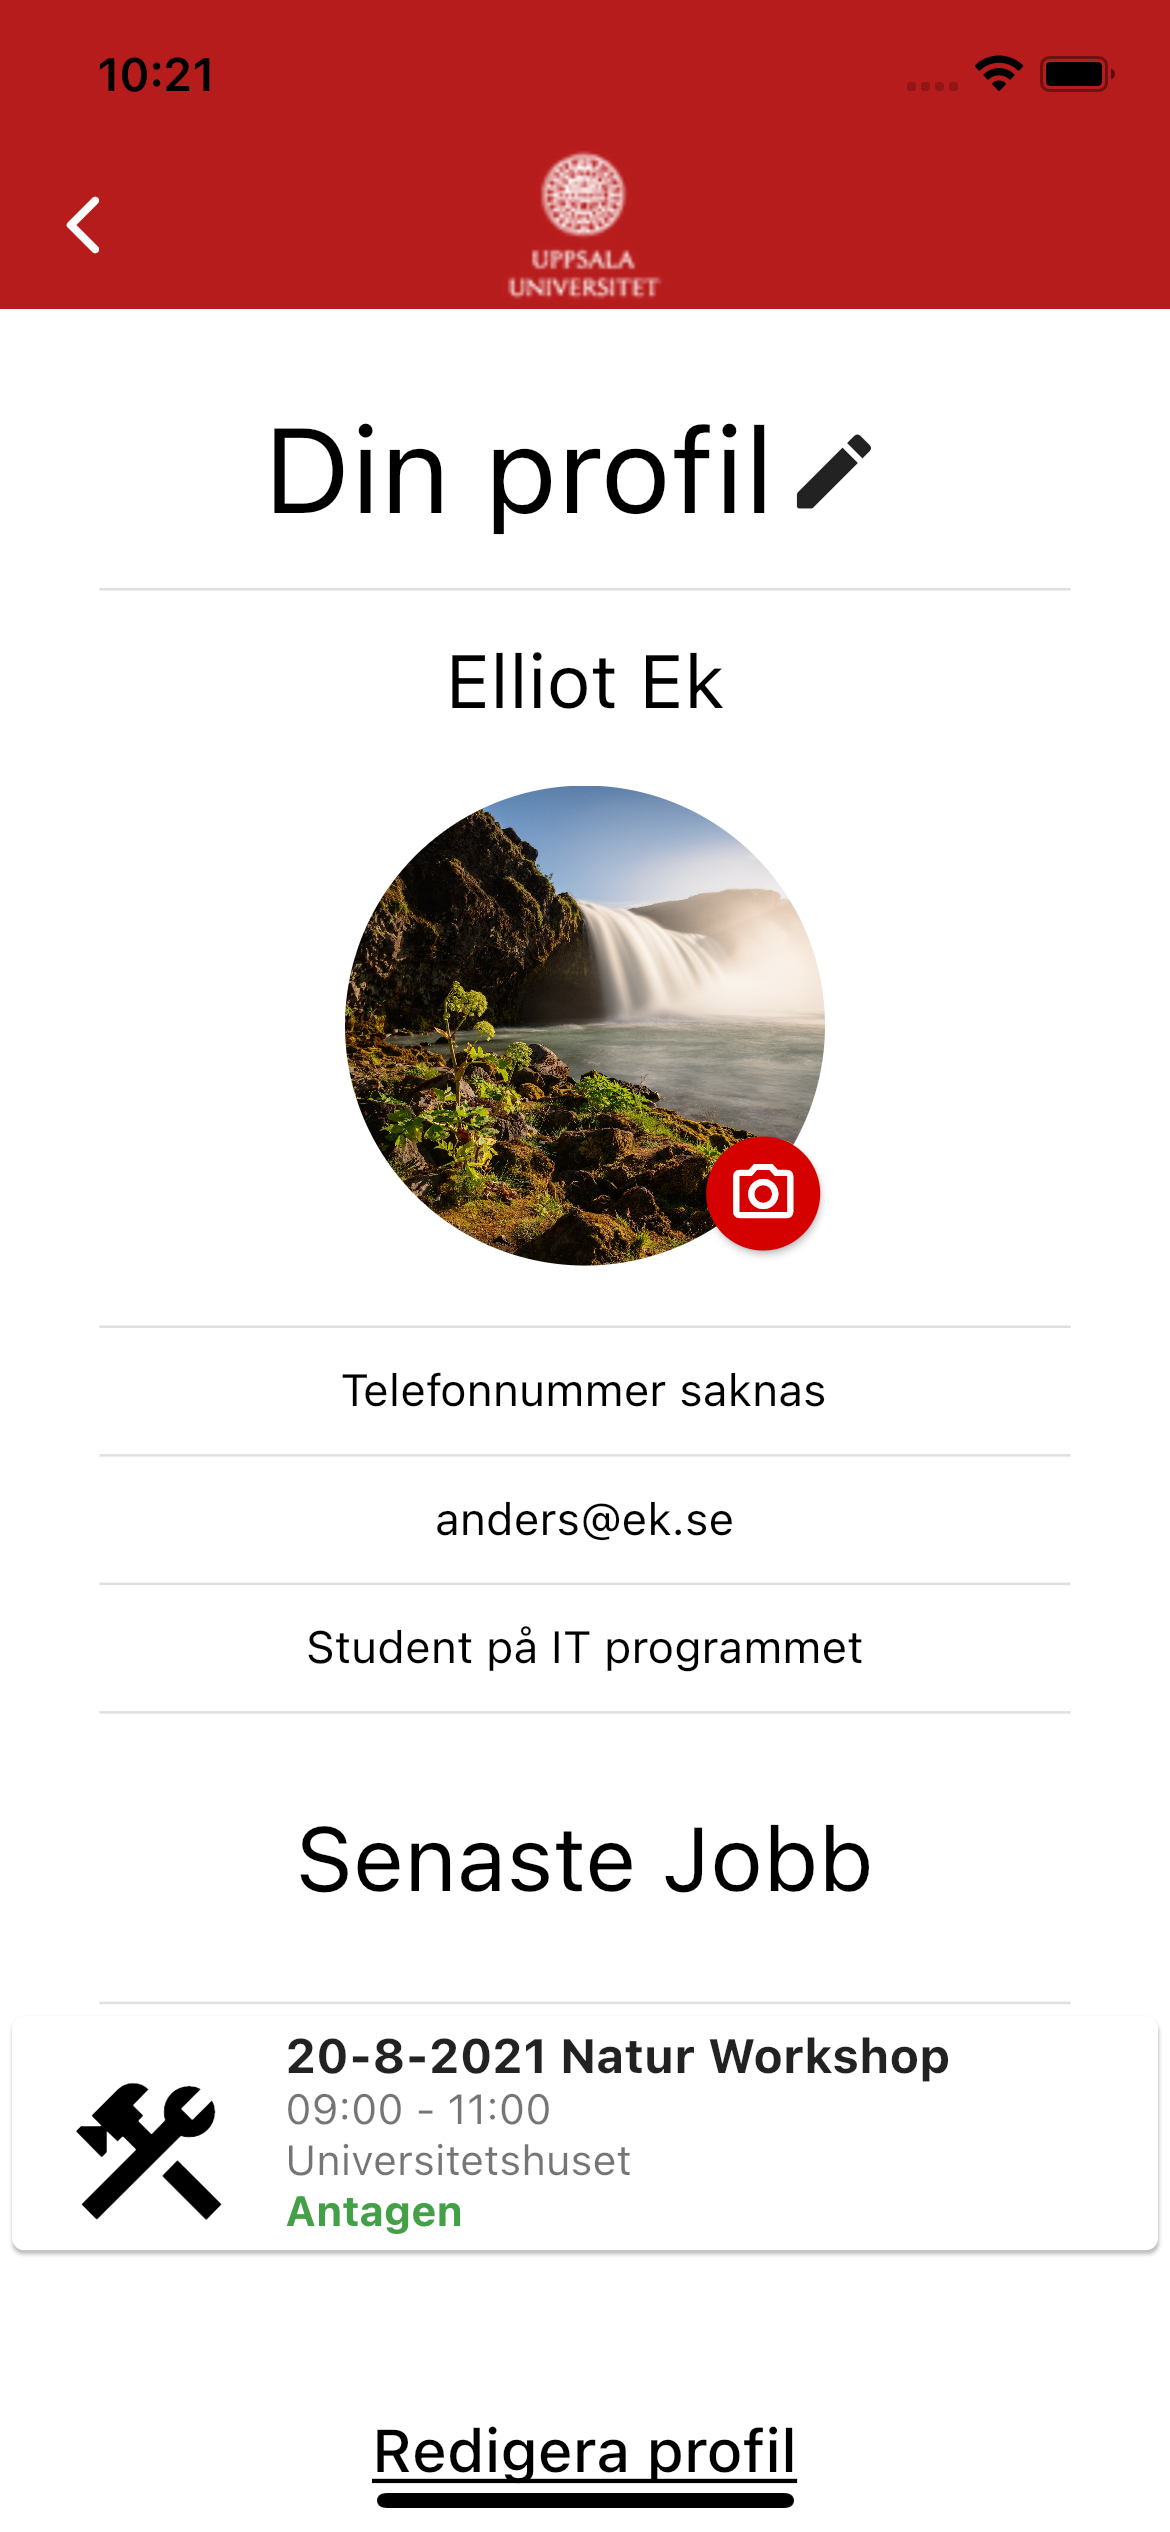 10:21
UPPSALA
UNIVERSITET
Din profil
Elliot Ek
Telefonnummer saknas
anders@ek.se
Student på IT programmet
Senaste Jobb
20-8-2021 Natur Workshop
09:00 - 11:00
Universitetshuset
Antagen
Redigera profil